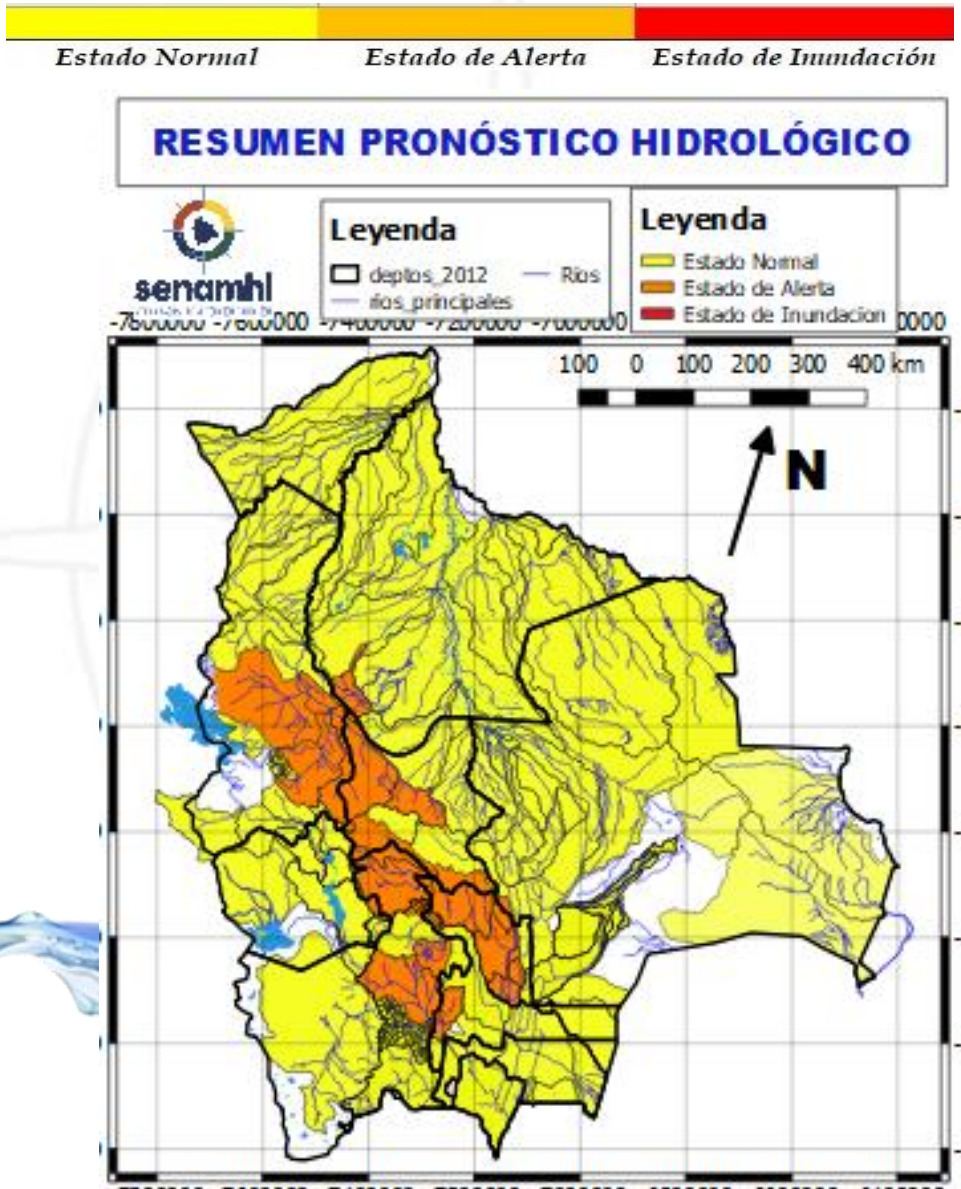 Estado Normal Estado de Alerta Estado de Inundación
RESUMEN PRONÓSTICO HIDROLÓGICO
senamhi
Leyenda
deptos_2012 Ríos
rios_principales
Leyenda
Estado Normal
Estado de Alerta
Estado de Inundacion
-7800000 -7600000 -7400000 -7200000 -7000000
100 0 100 200 300 400 km
N